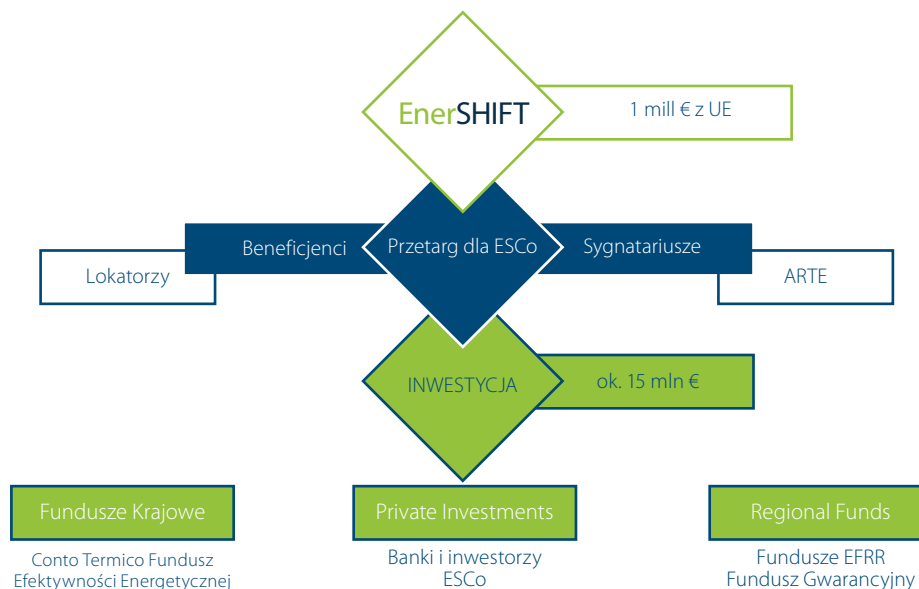 EnerSHIFT
1 mill € z UE
Beneficjenci
Przetarg dla ESCo
Sygnatariusze
Lokatorzy
ARTE
INWESTYCJA
ok. 15 mln €
Fundusze Krajowe
Private Investments
Regional Funds
Conto Termico Fundusz
Efektywności Energetycznej
Banki i inwestorzy
ESCo
Fundusze EFRR
Fundusz Gwarancyjny